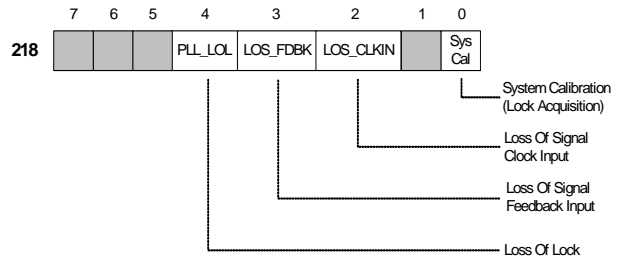 7 6 5 4 3 2 1 0
218 PLL_LOL LOS_FDBK LOS_CLKIN Sys
Cal
System Calibration
(Lock Acquisition)
Loss Of Signal
Clock Input
Loss Of Signal
Feedback Input
Loss Of Lock